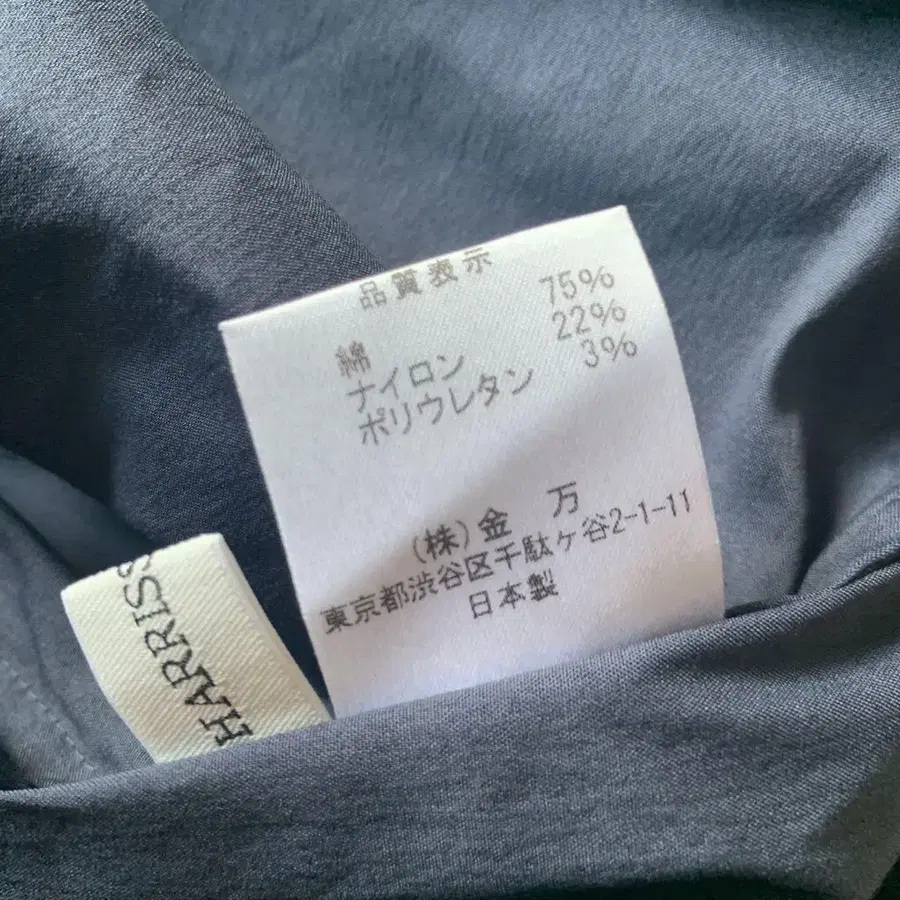 品質表示
綿 75%
ナイロン 22%
ポリウレタン 3%
(株)金 万
東京都渋谷区千駄ケ谷2-1-11
日本製
HARRISS